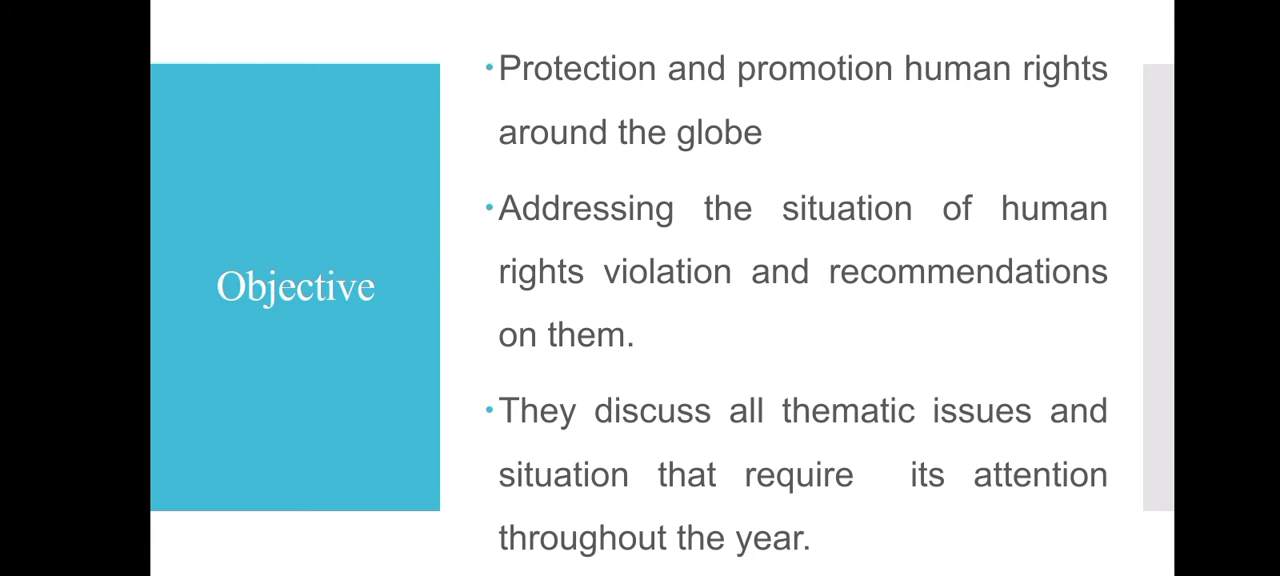 Objective
•Protection and promotion human rights
around the globe
•Addressing the situation of human
rights violation and recommendations
on them.
•They discuss all thematic issues and
situation that require its attention
throughout the year.